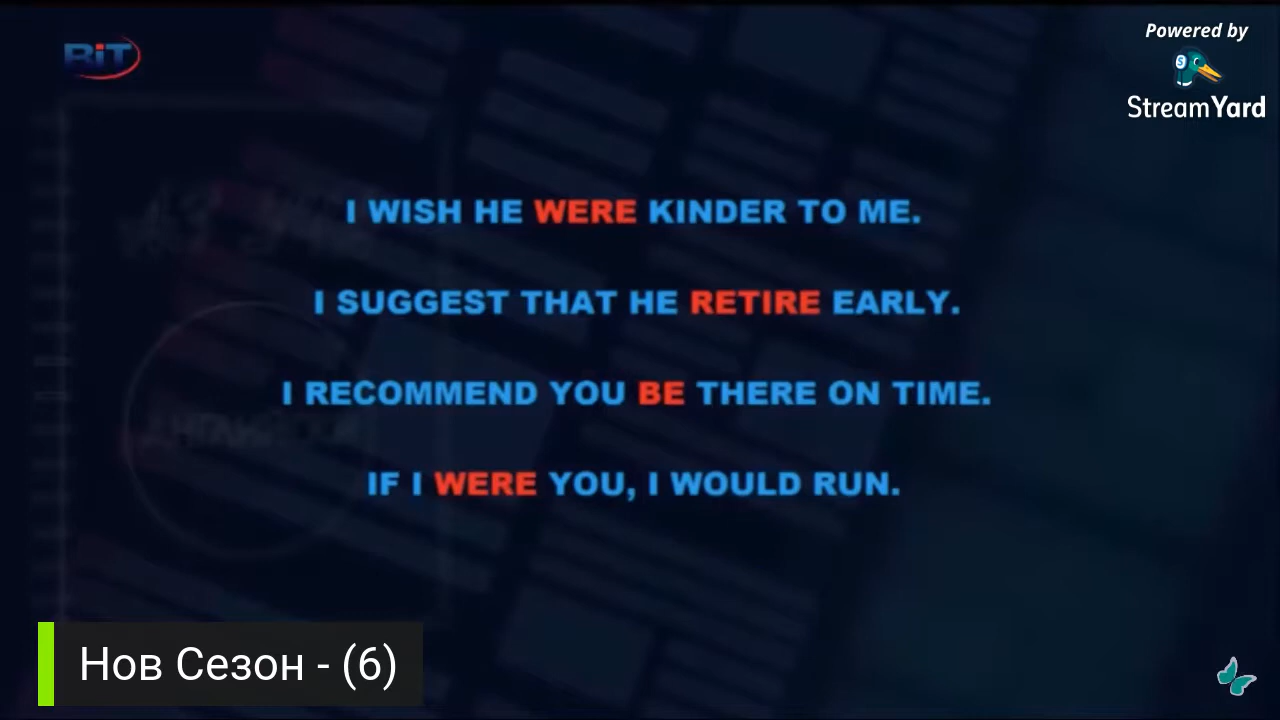 BiT
Powered by
StreamYard
I WISH HE WERE KINDER TO ME.
I SUGGEST THAT HE RETIRE EARLY.
I RECOMMEND YOU BE THERE ON TIME.
IF I WERE YOU, I WOULD RUN.
Нов Сезон - (6)